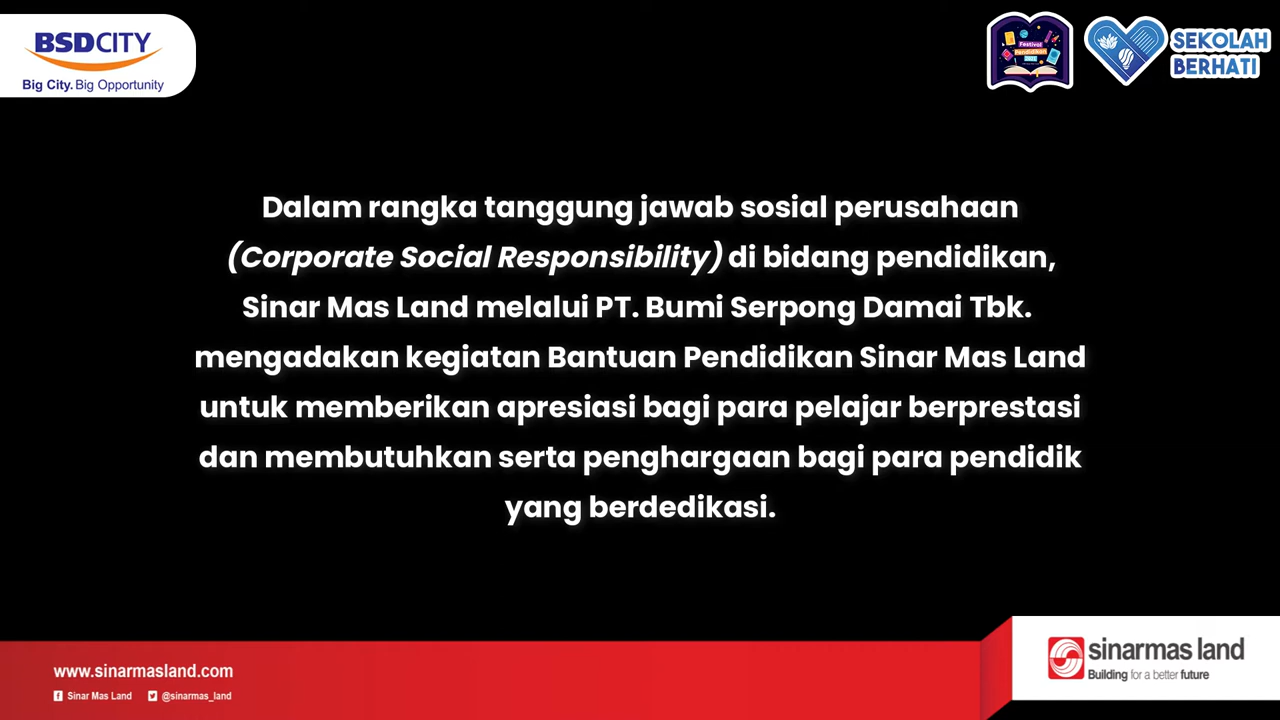 BSDCITY
Big City. Big Opportunity
Festival
Pendidikan
SEKOLAH
BERHATI
Dalam rangka tanggung jawab sosial perusahaan
(Corporate Social Responsibility) di bidang pendidikan,
Sinar Mas Land melalui PT. Bumi Serpong Damai Tbk.
mengadakan kegiatan Bantuan Pendidikan Sinar Mas Land
untuk memberikan apresiasi bagi para pelajar berprestasi
dan membutuhkan serta penghargaan bagi para pendidik
yang berdedikasi.
www.sinarmasland.com
Sinar Mas Land @sinarmas_land
sinarmas land
Building for a better future